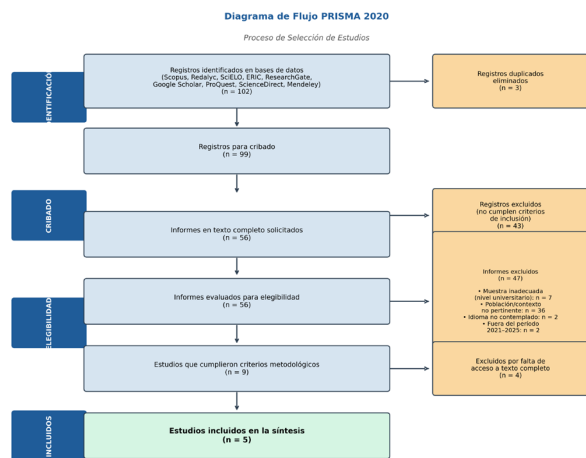 Diagrama de Flujo PRISMA 2020
Proceso de Selección de Estudios
IDENTIFICACIÓN
Registros identificados en bases de datos
(Scopus, Redalyc, SciELO, ERIC, ResearchGate,
Google Scholar, ProQuest, ScienceDirect, Mendeley)
(n = 102)
Registros duplicados
eliminados
(n = 3)
Registros para cribado
(n = 99)
CRIBADO
Registros excluidos
(no cumplen criterios
de inclusión)
(n = 43)
Informes en texto completo solicitados
(n = 56)
ELEGIBILIDAD
Informes evaluados para elegibilidad
(n = 56)
Informes excluidos
(n = 47)
• Muestra inadecuada
(nivel universitario): n = 7
• Población/contexto
no pertinente: n = 36
• Idioma no contemplado: n = 2
• Fuera del período
2021–2025: n = 2
Estudios que cumplieron criterios metodológicos
(n = 9)
Excluidos por falta de
acceso a texto completo
(n = 4)
INCLUIDOS
Estudios incluidos en la síntesis
(n = 5)